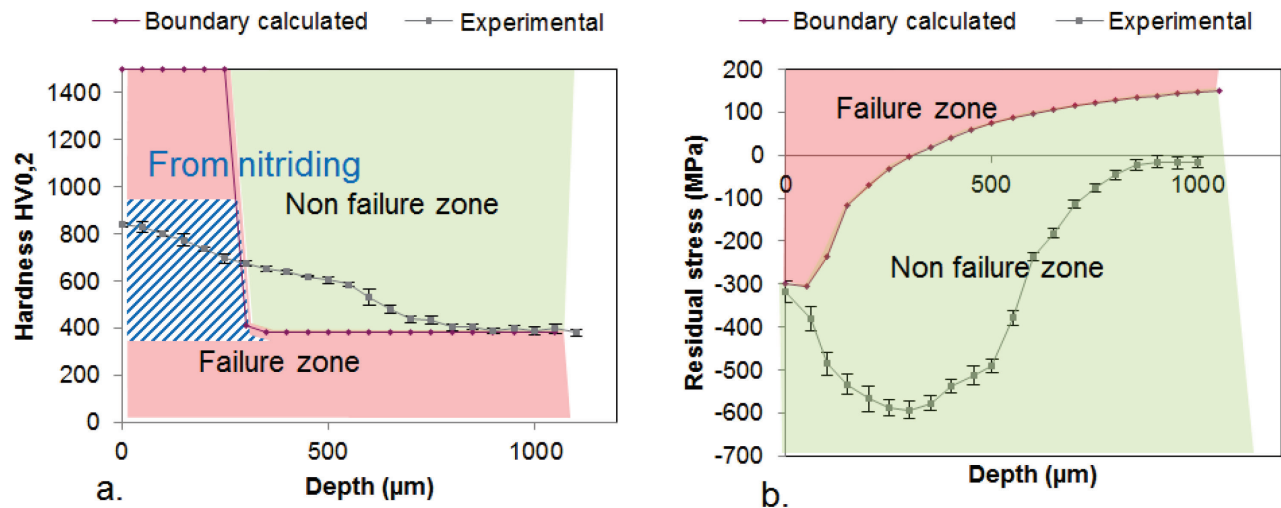 Boundary calculated
Experimental
Hardness HV0,2
1400
1200
1000
800
600
400
200
0
From nitriding
Non failure zone
Failure zone
0
500
1000
Depth (µm)
a.
Boundary calculated
Experimental
Residual stress (MPa)
200
100
0
-100
-200
-300
-400
-500
-600
-700
Failure zone
0
500
1000
Non failure zone
Depth (µm)
b.